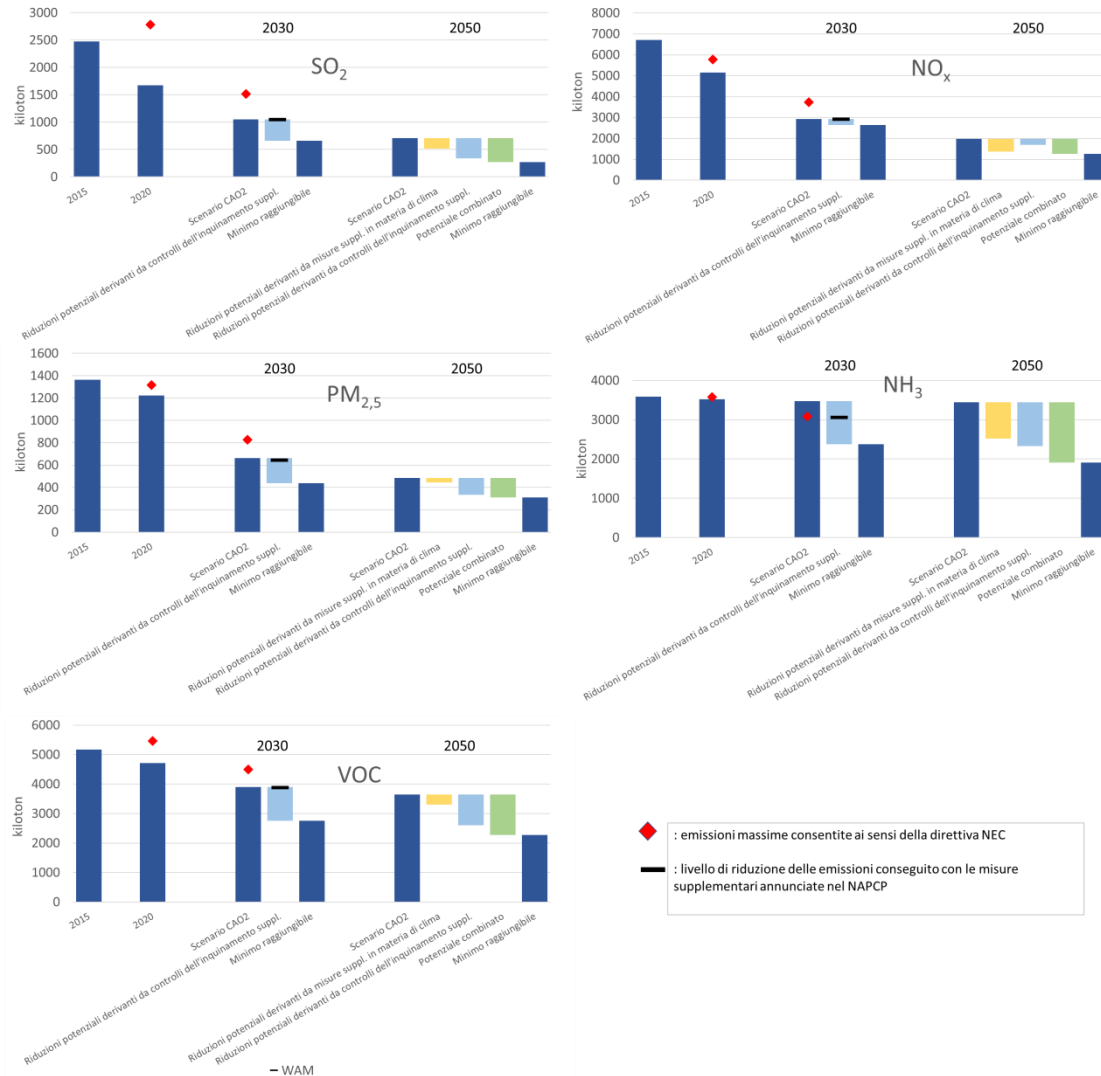 3000
2500
2000
1500
1000
500
0
kiloton
2030
2050
SO2
2015
2020
Scenario CAO2
Riduzioni potenziali derivanti da controlli dell'inquinamento suppl.
Minimo raggiungibile
Scenario CAO2
Riduzioni potenziali derivanti da misure suppl. in materia di clima
Riduzioni potenziali derivanti da controlli dell'inquinamento suppl.
Potenziale combinato
Minimo raggiungibile
8000
7000
6000
5000
4000
3000
2000
1000
0
kiloton
2030
2050
NOx
2015
2020
Scenario CAO2
Riduzioni potenziali derivanti da controlli dell'inquinamento suppl.
Minimo raggiungibile
Scenario CAO2
Riduzioni potenziali derivanti da misure suppl. in materia di clima
Riduzioni potenziali derivanti da controlli dell'inquinamento suppl.
Potenziale combinato
Minimo raggiungibile
1600
1400
1200
1000
800
600
400
200
0
kiloton
2030
2050
PM2,5
2015
2020
Scenario CAO2
Riduzioni potenziali derivanti da controlli dell'inquinamento suppl.
Minimo raggiungibile
Scenario CAO2
Riduzioni potenziali derivanti da misure suppl. in materia di clima
Riduzioni potenziali derivanti da controlli dell'inquinamento suppl.
Potenziale combinato
Minimo raggiungibile
4000
3000
2000
1000
0
kiloton
2030
2050
NH3
2015
2020
Scenario CAO2
Riduzioni potenziali derivanti da controlli dell'inquinamento suppl.
Minimo raggiungibile
Scenario CAO2
Riduzioni potenziali derivanti da misure suppl. in materia di clima
Riduzioni potenziali derivanti da controlli dell'inquinamento suppl.
Potenziale combinato
Minimo raggiungibile
6000
5000
4000
3000
2000
1000
0
kiloton
2030
2050
VOC
2015
2020
Scenario CAO2
Riduzioni potenziali derivanti da controlli dell'inquinamento suppl.
Minimo raggiungibile
Scenario CAO2
Riduzioni potenziali derivanti da misure suppl. in materia di clima
Riduzioni potenziali derivanti da controlli dell'inquinamento suppl.
Potenziale combinato
Minimo raggiungibile
WAM
: emissioni massime consentite ai sensi della direttiva NEC
: livello di riduzione delle emissioni conseguito con le misure
supplementari annunciate nel NAPCP